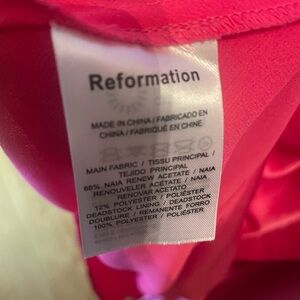 Reformation
MADE IN CHINA / FABRICADO EN
CHINA / FABRIQUÉ EN CHINE
MAIN FABRIC / TISSU PRINCIPAL /
TEJIDO PRINCIPAL
88% NAIA RENEW ACETATE / NAIA
RENOUVELER ACÉTATE / NAIA
RENOVAR ACETATO
12% POLYESTER / POLIÉSTER
DEADSTOCK LINING / DEADSTOCK
DOUBLURE / REMANENTE FORRO
100% POLYESTER / POLIÉSTER